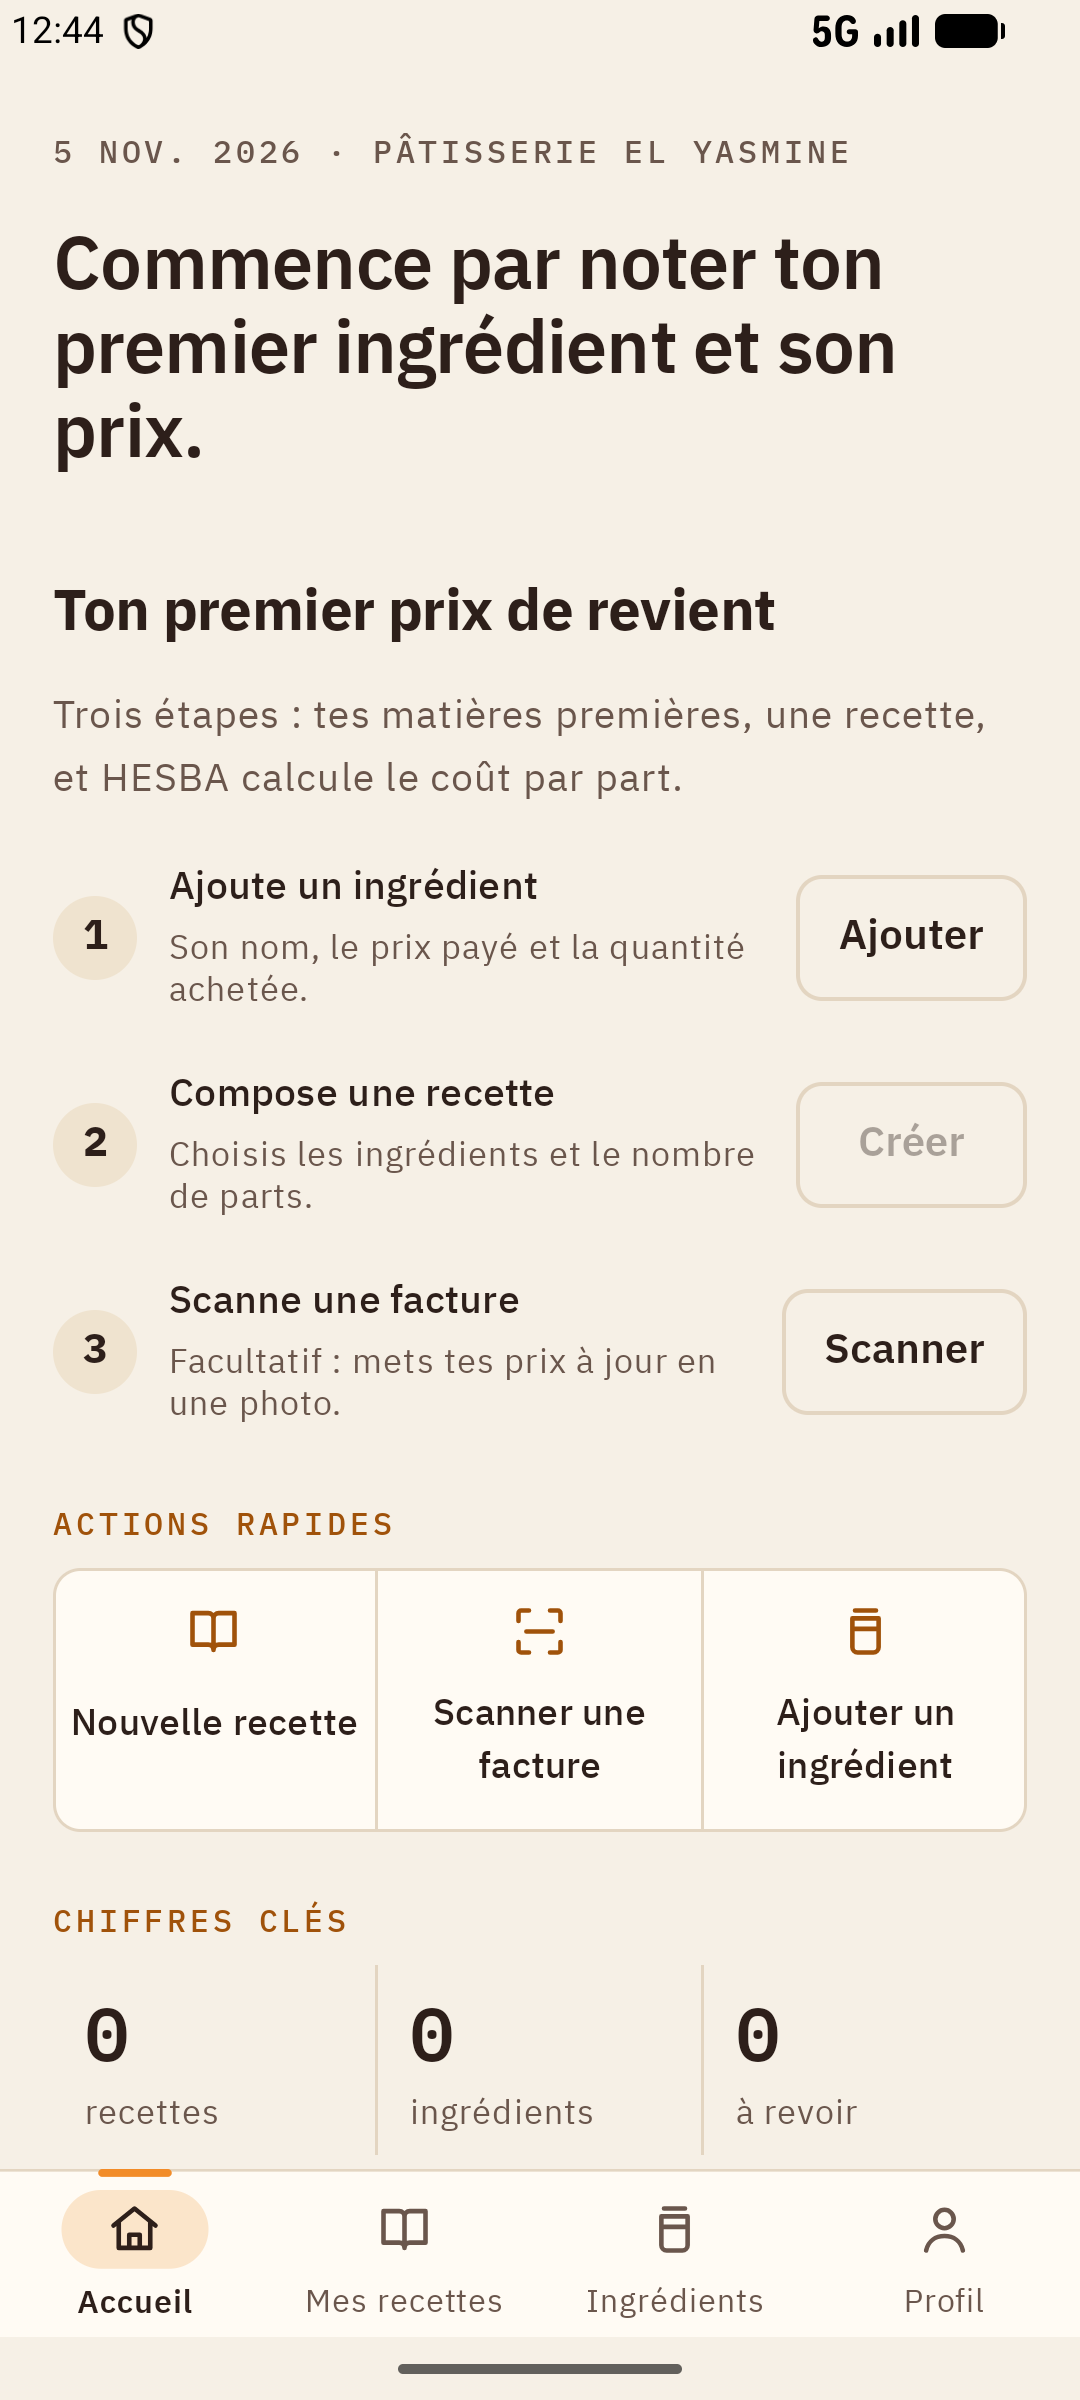 12:44
5G
5 NOV. 2026 · PÂTISSERIE EL YASMINE
Commence par noter ton
premier ingrédient et son
prix.
Ton premier prix de revient
Trois étapes : tes matières premières, une recette,
et HESBA calcule le coût par part.
1
Ajoute un ingrédient
Son nom, le prix payé et la quantité
achetée.
Ajouter
2
Compose une recette
Choisis les ingrédients et le nombre
de parts.
Créer
3
Scanne une facture
Facultatif : mets tes prix à jour en
une photo.
Scanner
ACTIONS RAPIDES
Nouvelle recette
Scanner une
facture
Ajouter un
ingrédient
CHIFFRES CLÉS
0
recettes
0
ingrédients
0
à revoir
Accueil
Mes recettes
Ingrédients
Profil